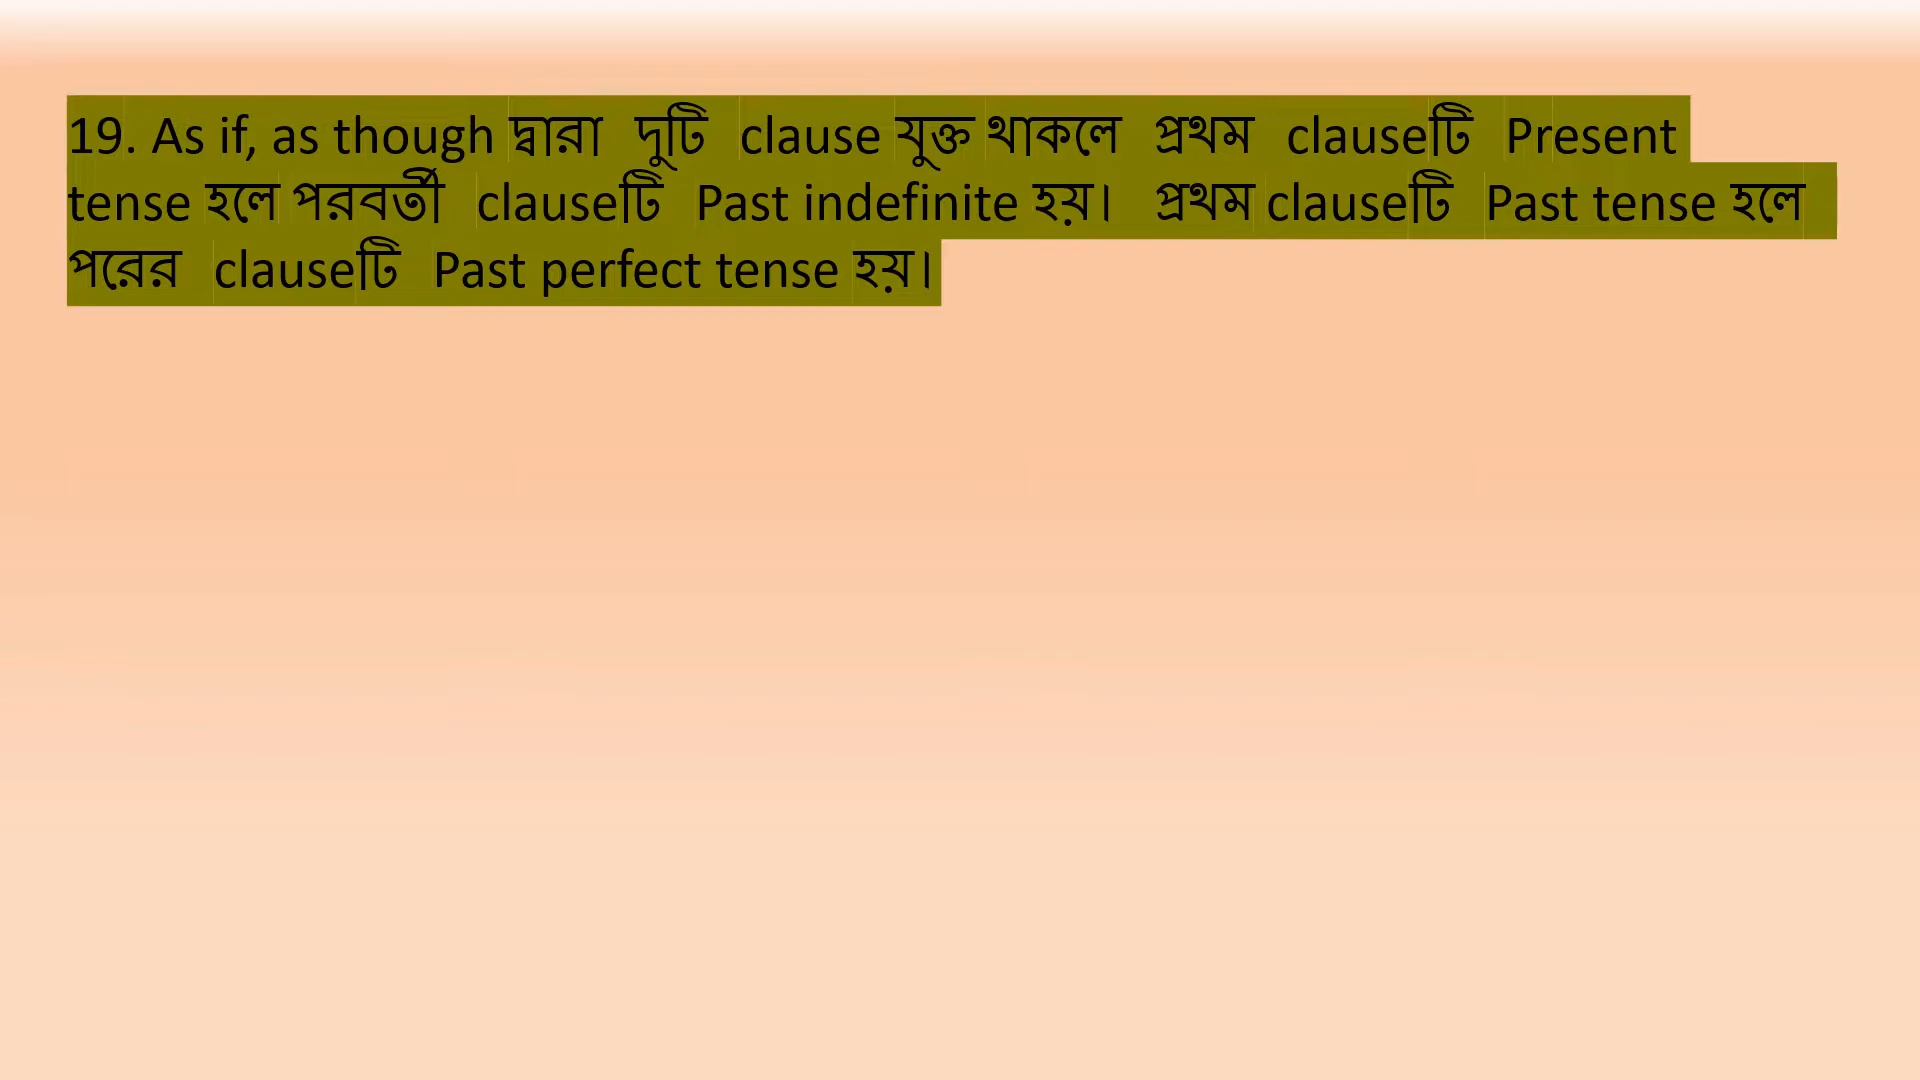 19. As if, as though দ্বারা দুটি clause যুক্ত থাকলে প্রথম clauseটি Present
tense হলে পরবর্তী clauseটি Past indefinite হয়। প্রথম clauseটি Past tense হলে
পরের clauseটি Past perfect tense হয়।